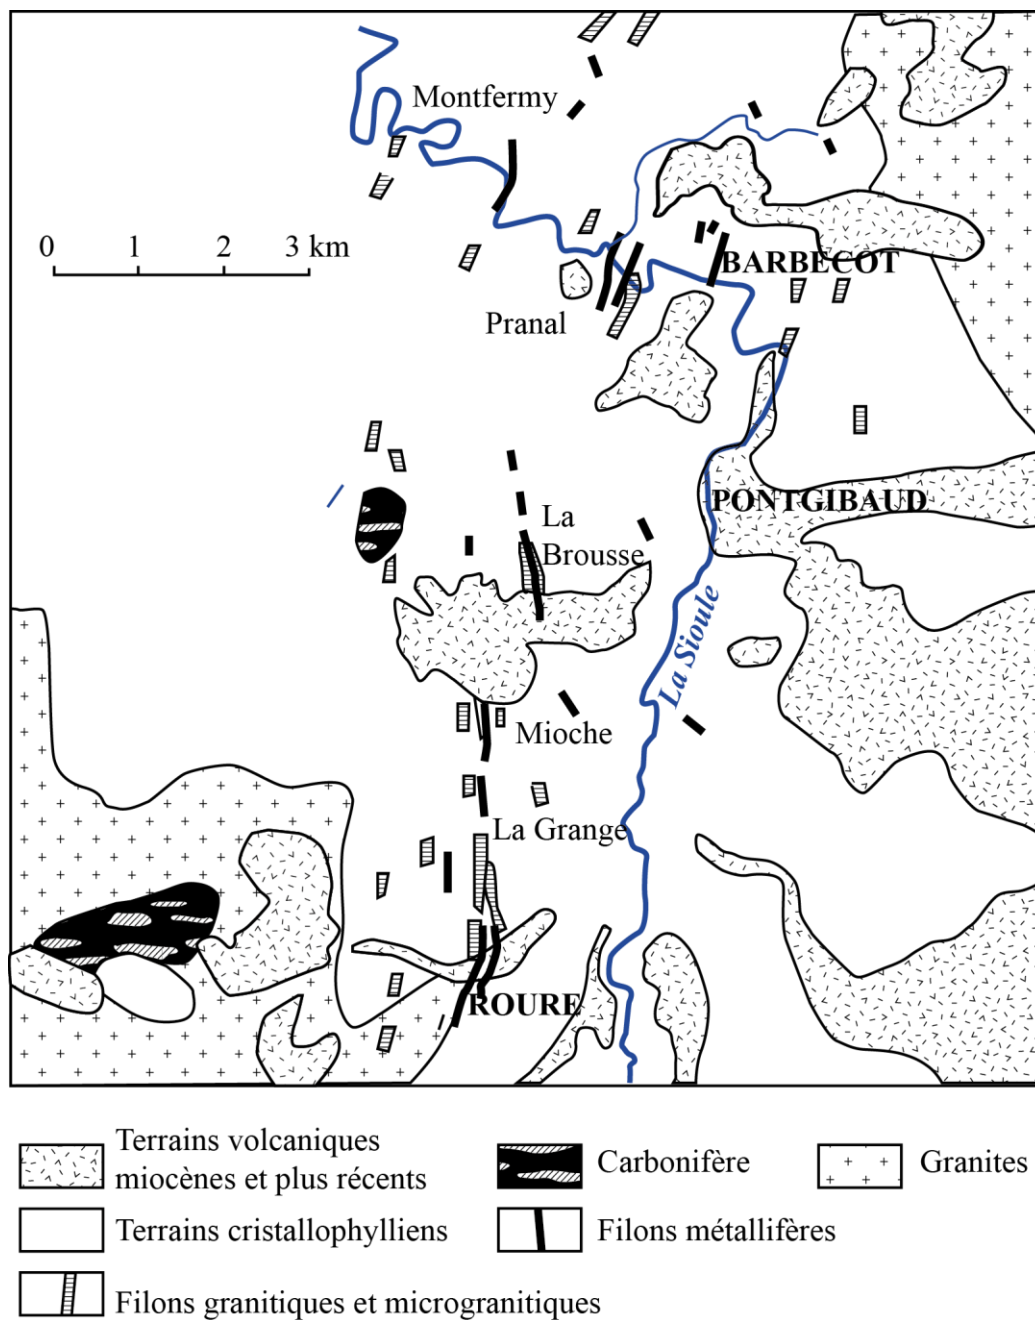 Montfermy
0 1 2 3 km
BARBECOT
Pranal
PONTGIBAUD
La
Brousse
La Sioule
Mioche
La Grange
ROURE
Terrains volcaniques
miocènes et plus récents
Carbonifère
Granites
Terrains cristallophylliens
Filons métallifères
Filons granitiques et microgranitiques